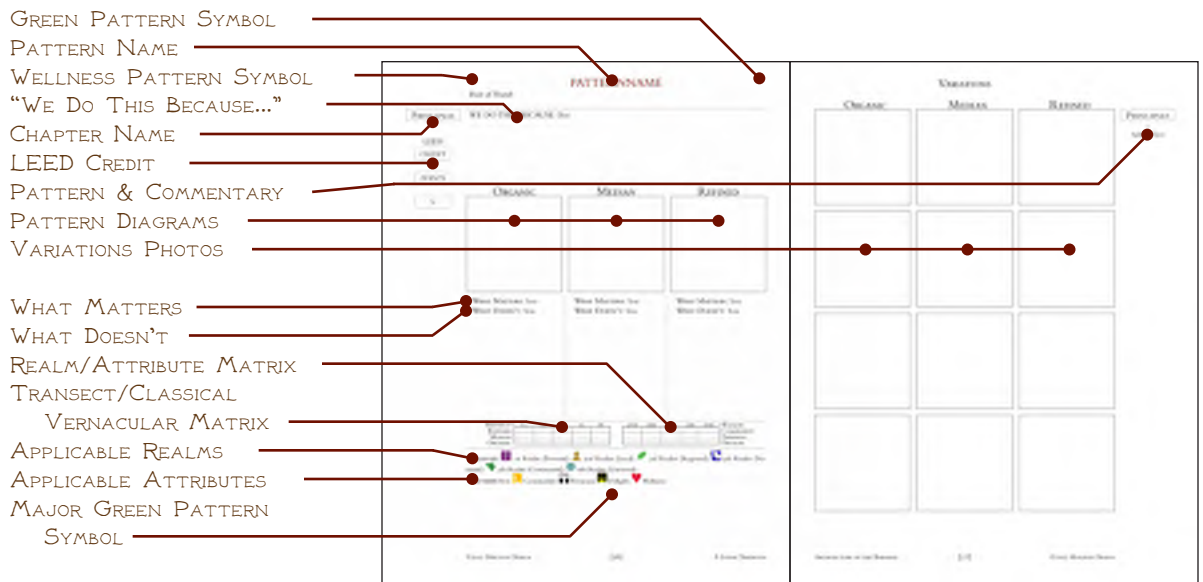 GREEN PATTERN SYMBOL
PATTERN NAME
WELLNESS PATTERN SYMBOL
“WE DO THIS BECAUSE...”
CHAPTER NAME
LEED CREDIT
PATTERN & COMMENTARY
PATTERN DIAGRAMS
VARIATIONS PHOTOS
WHAT MATTERS
WHAT DOESN'T
REALM/ATTRIBUTE MATRIX
TRANSECT/CLASSICAL
VERNACULAR MATRIX
APPLICABLE REALMS
APPLICABLE ATTRIBUTES
MAJOR GREEN PATTERN
SYMBOL
ORGANIC MEDIAN REFINED
VARIATIONS
ORGANIC MEDIAN REFINED